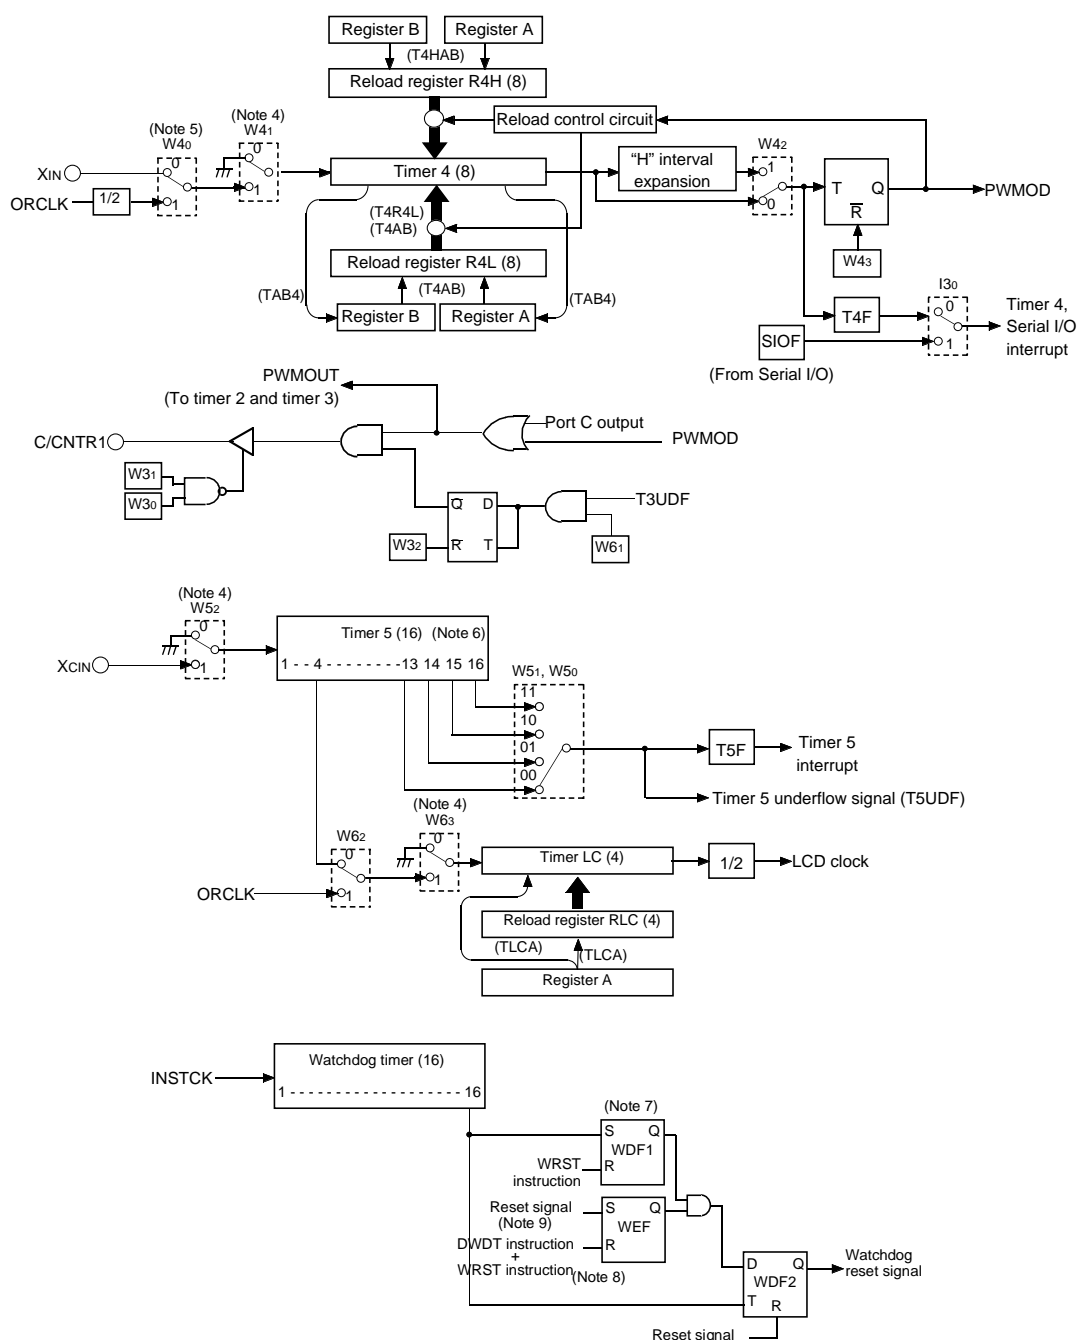 Register B
Register A
(T4HAB)
Reload register R4H (8)
Reload control circuit
(Note 5)
W40
(Note 4)
W41
XIN
0
1
0
1
ORCLK
1/2
Timer 4 (8)
“H” interval
expansion
W42
1
0
T
Q
R
PWMOD
W43
(T4R4L)
(T4AB)
Reload register R4L (8)
(TAB4)
(T4AB)
(TAB4)
Register B
Register A
T4F
I30
0
1
SIOF
(From Serial I/O)
Timer 4,
Serial I/O
interrupt
PWMOUT
(To timer 2 and timer 3)
C/CNTR1
Port C output
PWMOD
W31
W30
Q
D
R
T
W32
T3UDF
W61
(Note 4)
W52
0
1
XCIN
Timer 5 (16) (Note 6)
1 - - 4 - - - - - - - - -13 14 15 16
W51, W50
11
10
01
00
T5F
Timer 5
interrupt
Timer 5 underflow signal (T5UDF)
(Note 4)
W63
0
1
W62
0
1
ORCLK
Timer LC (4)
1/2
LCD clock
Reload register RLC (4)
(TLCA)
(TLCA)
Register A
INSTCK
Watchdog timer (16)
1 - - - - - - - - - - - - - - - - - - - 16
(Note 7)
S
Q
WDF1
R
WRST
instruction
Reset signal
(Note 9)
S
Q
WEF
R
DWDT instruction
+
WRST instruction
(Note 8)
D
Q
WDF2
T
R
Watchdog
reset signal
Reset signal